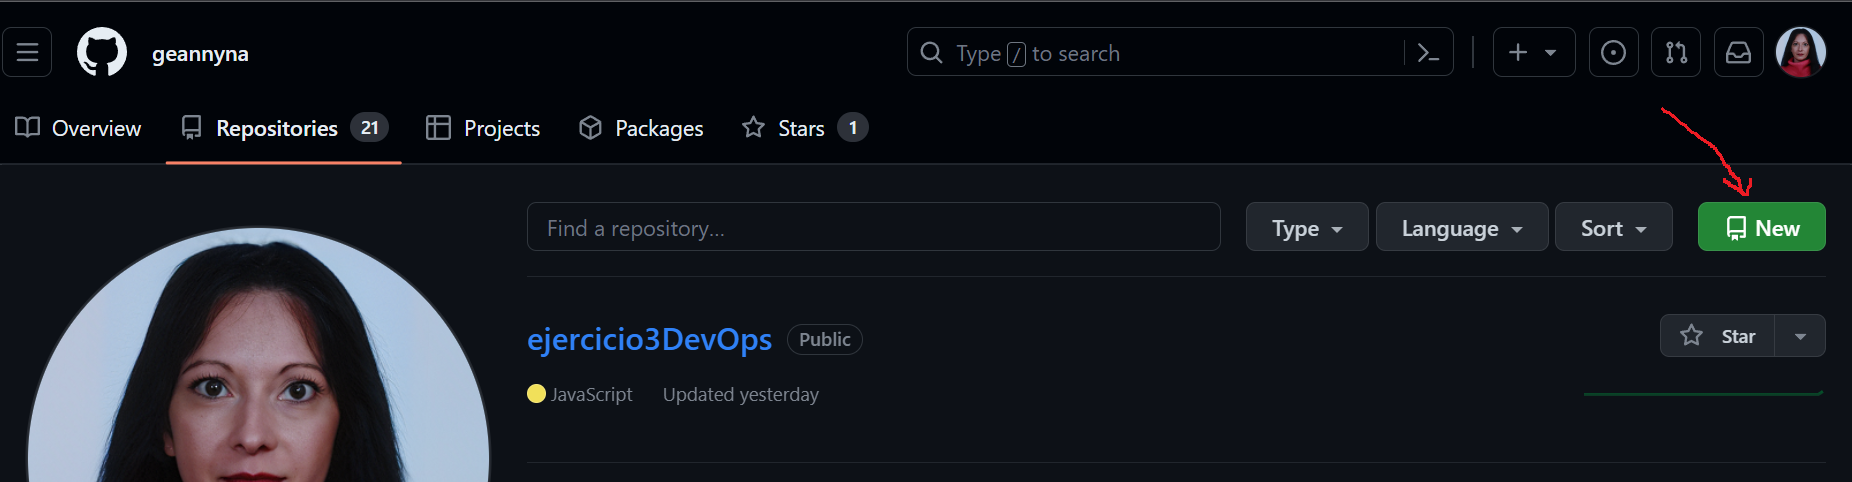 geannyna
Type / to search
Overview Repositories 21 Projects Packages Stars 1
Find a repository... Type Language Sort New
ejercicio3DevOps Public Star
JavaScript Updated yesterday